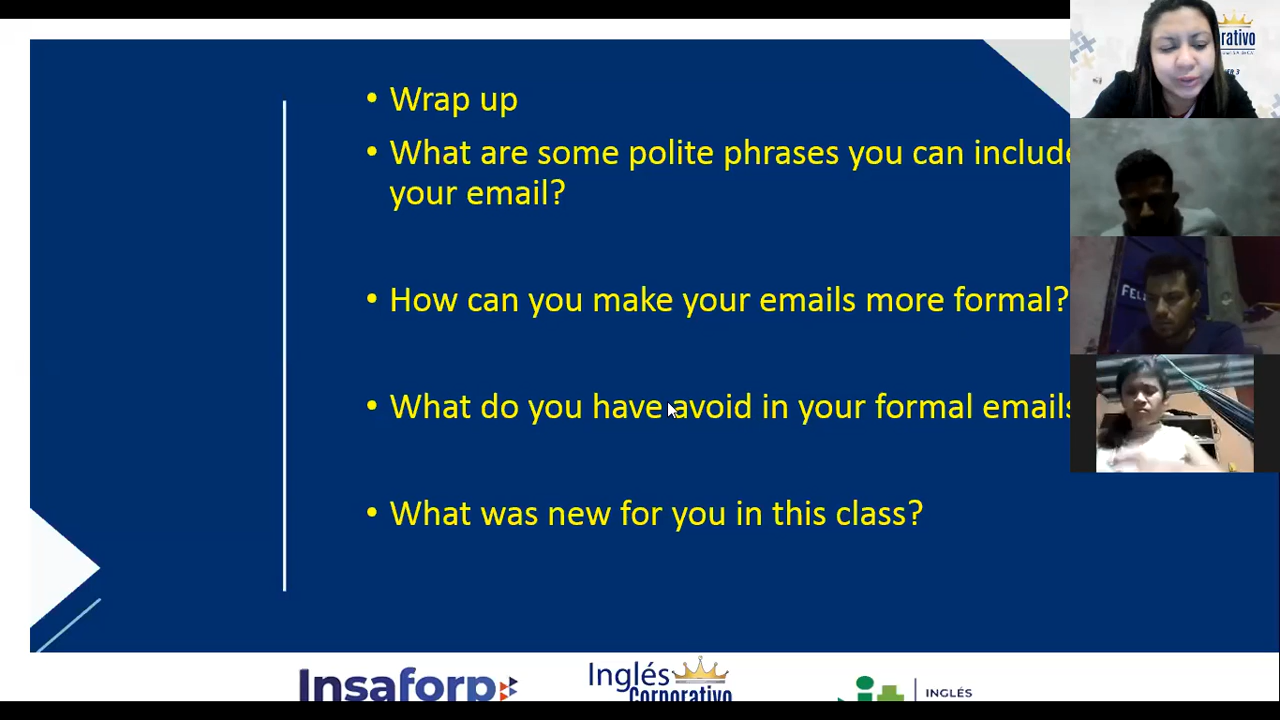 • Wrap up
• What are some polite phrases you can include
your email?
• How can you make your emails more formal?
• What do you have avoid in your formal emails
• What was new for you in this class?
Insaforp
Inglés
Corporativo
INGLÉS
rativo
FEL